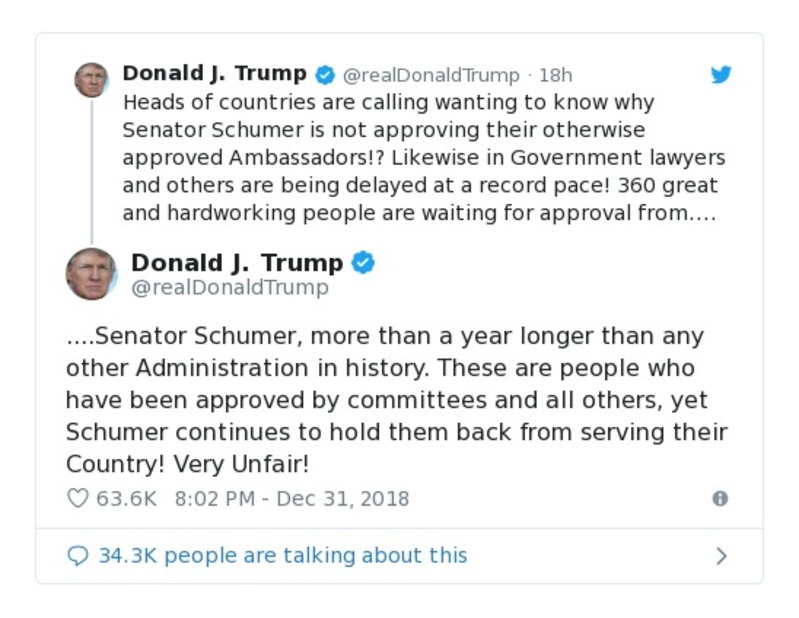 Donald J. Trump @realDonaldTrump · 18h
Heads of countries are calling wanting to know why
Senator Schumer is not approving their otherwise
approved Ambassadors!? Likewise in Government lawyers
and others are being delayed at a record pace! 360 great
and hardworking people are waiting for approval from....
Donald J. Trump
@realDonaldTrump
....Senator Schumer, more than a year longer than any
other Administration in history. These are people who
have been approved by committees and all others, yet
Schumer continues to hold them back from serving their
Country! Very Unfair!
63.6K 8:02 PM - Dec 31, 2018
34.3K people are talking about this